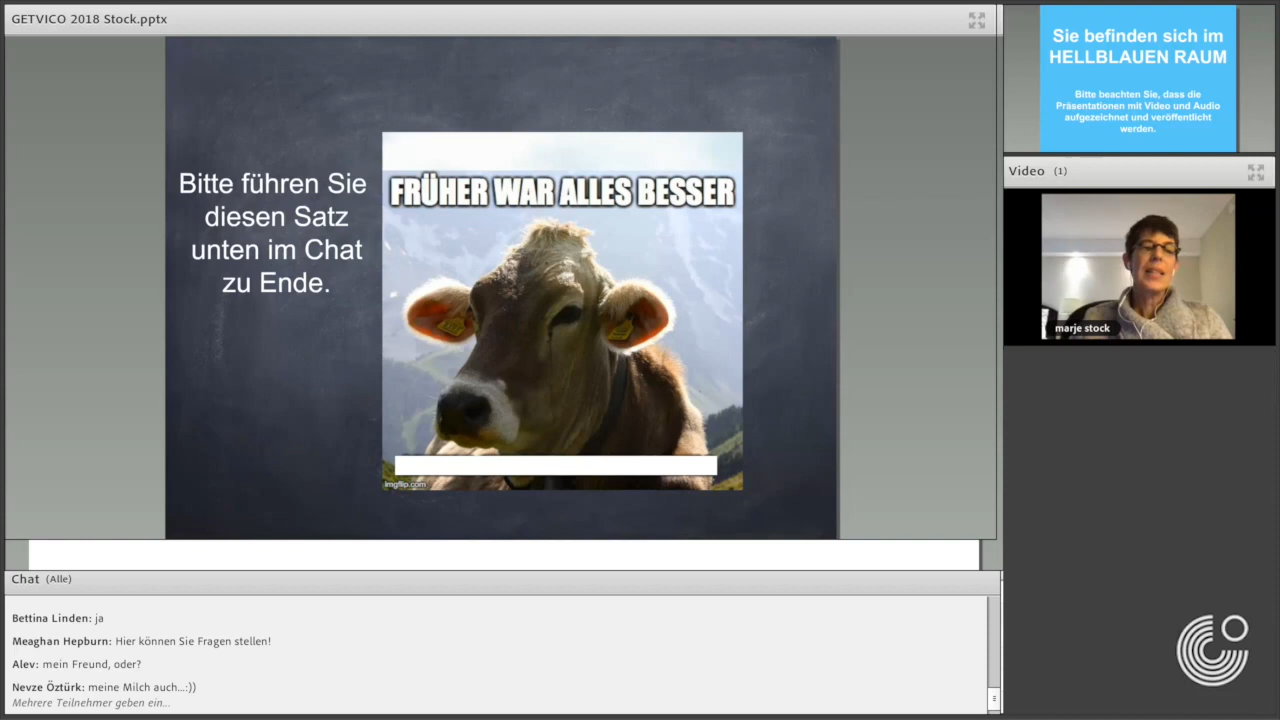 GETVICO 2018 Stock.pptx
Bitte führen Sie
diesen Satz
unten im Chat
zu Ende.
FRÜHER WAR ALLES BESSER
imgflip.com
Sie befinden sich im
HELLBLAUEN RAUM
Bitte beachten Sie, dass die
Präsentationen mit Video und Audio
aufgezeichnet und veröffentlicht
werden.
Video (1)
marje stock
Chat (Alle)
Bettina Linden: ja
Meaghan Hepburn: Hier können Sie Fragen stellen!
Alev: mein Freund, oder?
Nevze Öztürk: meine Milch auch...:))
Mehrere Teilnehmer geben ein...